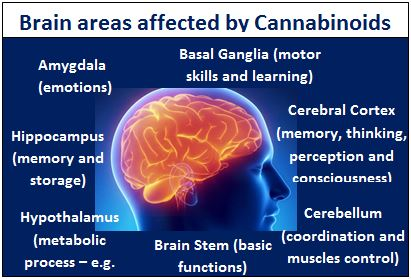 Brain areas affected by Cannabinoids
Amygdala
(emotions)
Basal Ganglia (motor
skills and learning)
Hippocampus
(memory and
storage)
Cerebral Cortex
(memory, thinking,
perception and
consciousness)
Hypothalamus
(metabolic
process – e.g.
Brain Stem (basic
functions)
Cerebellum
(coordination and
muscles control)